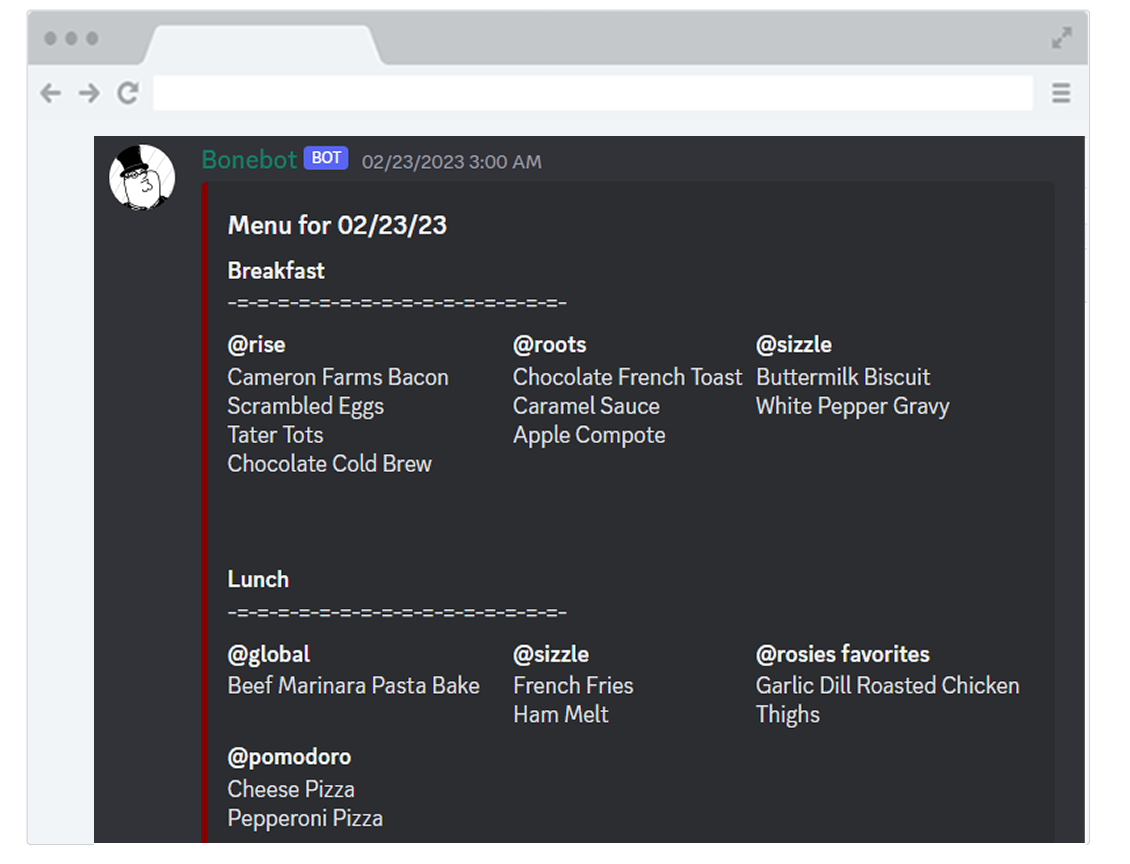 Bonebot BOT 02/23/2023 3:00 AM
Menu for 02/23/23
Breakfast
-=-=-=-=-=-=-=-=-=-=-=-=-=-=-=-=-
@rise
Cameron Farms Bacon
Scrambled Eggs
Tater Tots
Chocolate Cold Brew
@roots
Chocolate French Toast
Caramel Sauce
Apple Compote
@sizzle
Buttermilk Biscuit
White Pepper Gravy
Lunch
-=-=-=-=-=-=-=-=-=-=-=-=-=-=-=-=-
@global
Beef Marinara Pasta Bake
@sizzle
French Fries
Ham Melt
@rosies favorites
Garlic Dill Roasted Chicken
Thighs
@pomodoro
Cheese Pizza
Pepperoni Pizza